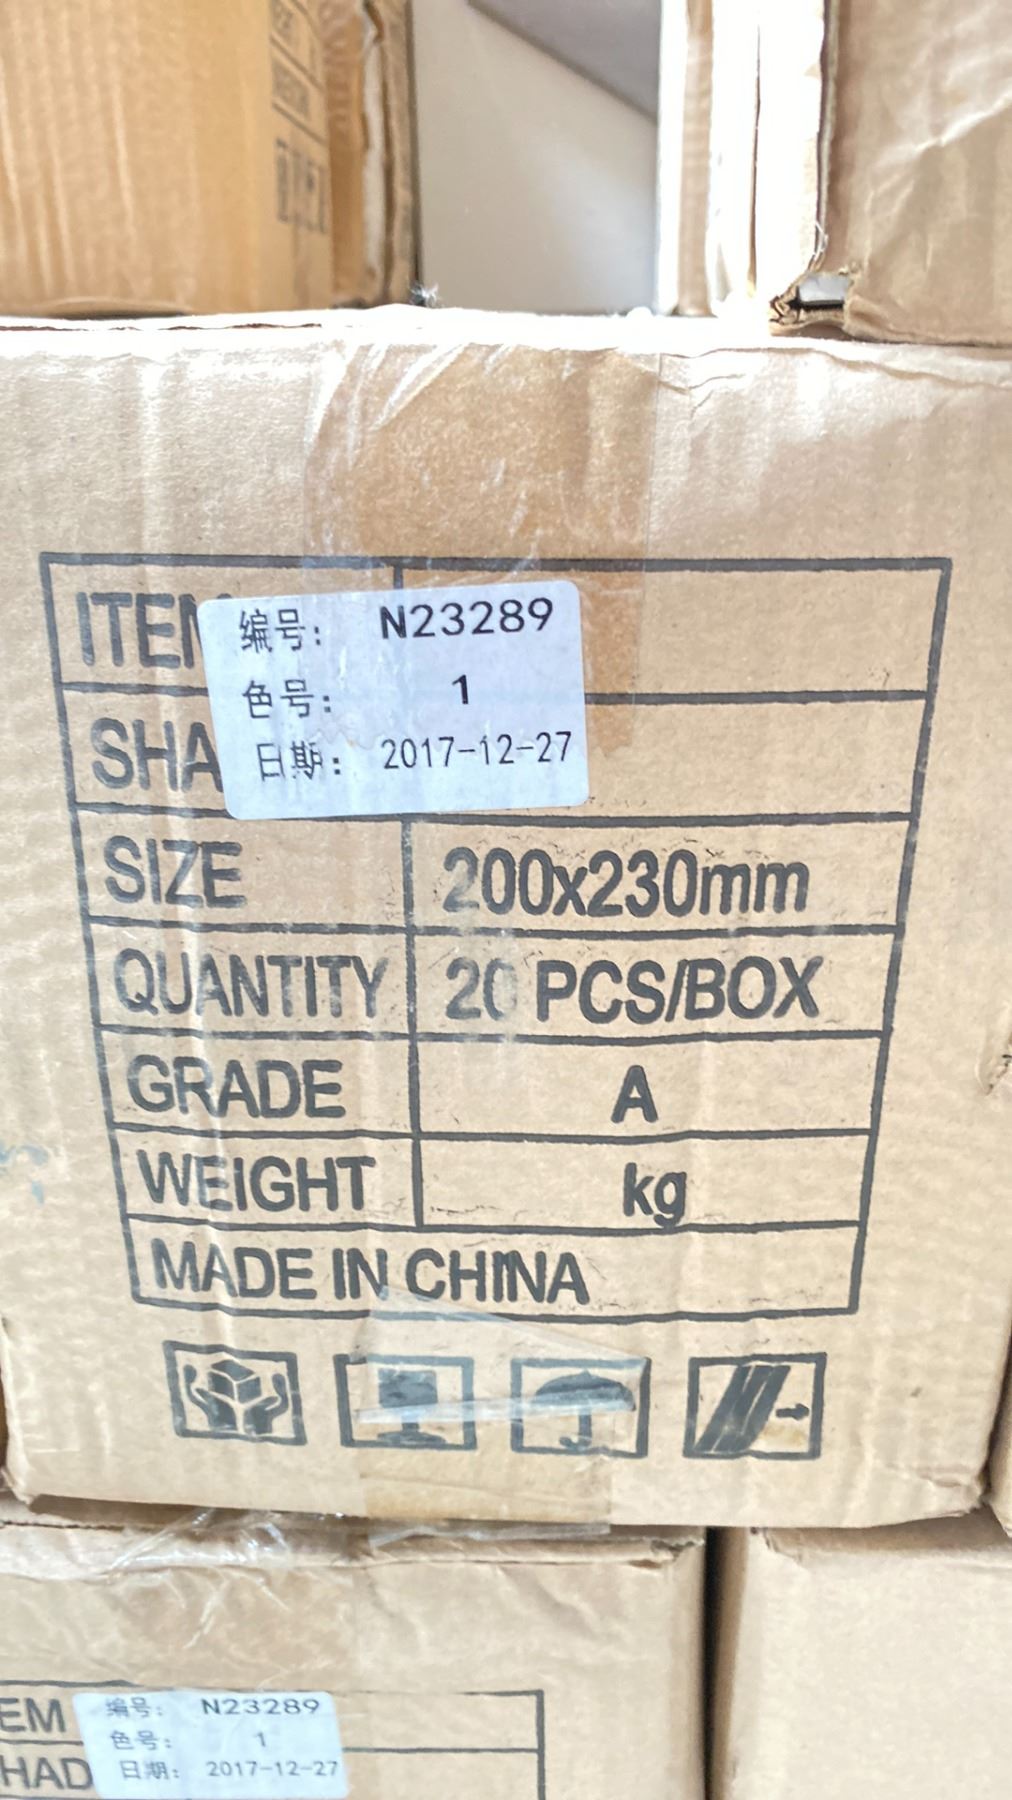 ITEM
编号: N23289
色号: 1
日期: 2017-12-27
SHA
SIZE 200x230mm
QUANTITY 20 PCS/BOX
GRADE A
WEIGHT kg
MADE IN CHINA
EM
编号: N23289
色号: 1
日期: 2017-12-27
HAD